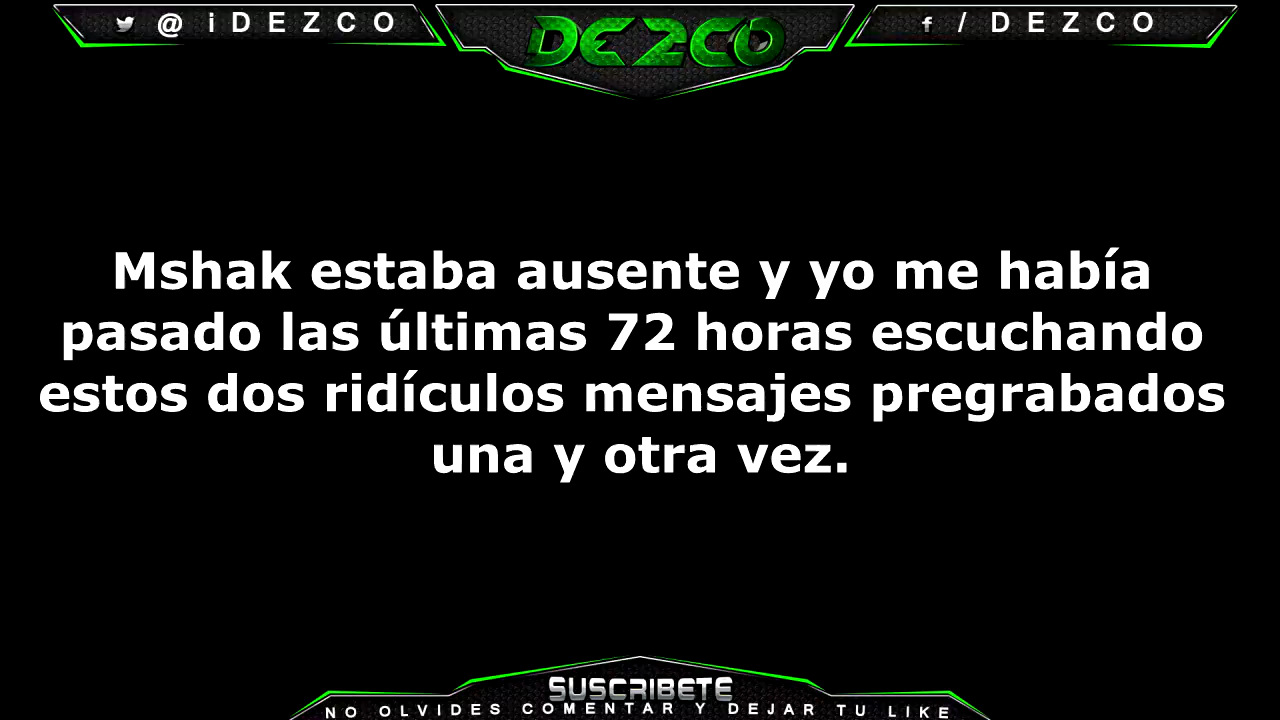 @iDEZCO
DEZCO
f / DEZCO
Mshak estaba ausente y yo me había
pasado las últimas 72 horas escuchando
estos dos ridículos mensajes pregrabados
una y otra vez.
SUSCRIBETE
NO OLVIDES COMENTAR Y DEJAR TU LIKE